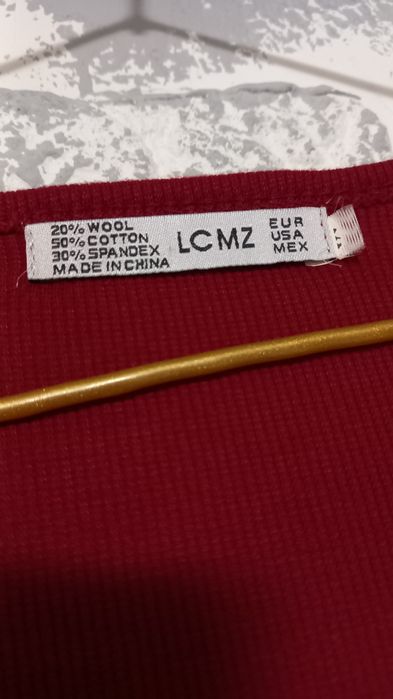 20% WOOL
50% COTTON
30% SPANDEX
MADE IN CHINA
LCMZ
EUR
USA
MEX